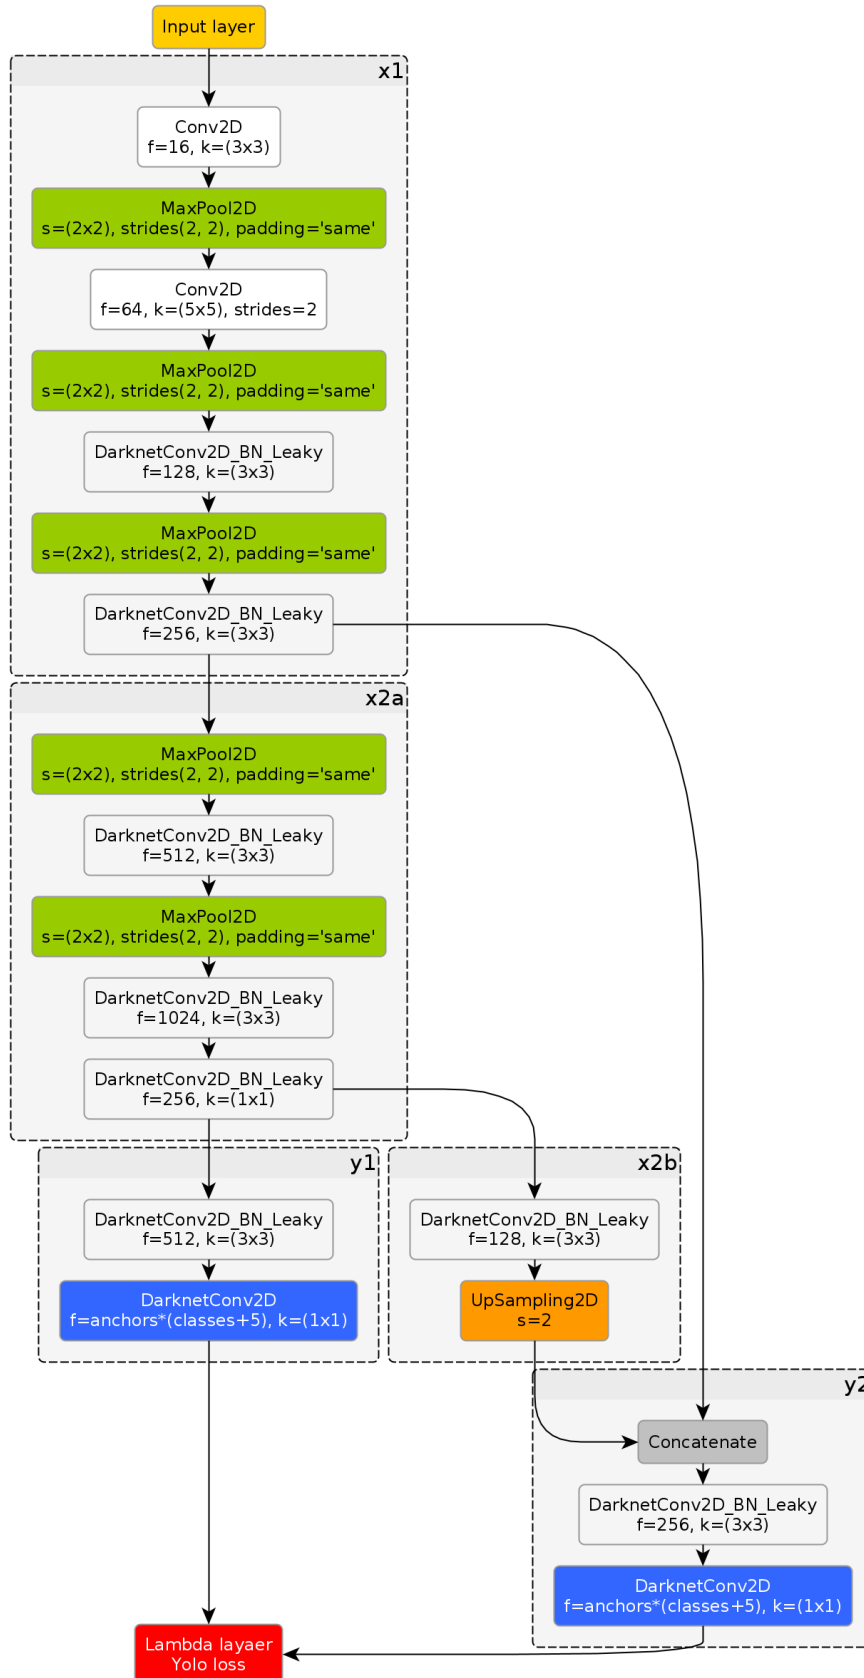 Input layer
x1
Conv2D
f=16, k=(3x3)
MaxPool2D
s=(2x2), strides(2, 2), padding='same'
Conv2D
f=64, k=(5x5), strides=2
MaxPool2D
s=(2x2), strides(2, 2), padding='same'
DarknetConv2D_BN_Leaky
f=128, k=(3x3)
MaxPool2D
s=(2x2), strides(2, 2), padding='same'
DarknetConv2D_BN_Leaky
f=256, k=(3x3)
x2a
MaxPool2D
s=(2x2), strides(2, 2), padding='same'
DarknetConv2D_BN_Leaky
f=512, k=(3x3)
MaxPool2D
s=(2x2), strides(2, 2), padding='same'
DarknetConv2D_BN_Leaky
f=1024, k=(3x3)
DarknetConv2D_BN_Leaky
f=256, k=(1x1)
y1
DarknetConv2D_BN_Leaky
f=512, k=(3x3)
DarknetConv2D
f=anchors*(classes+5), k=(1x1)
x2b
DarknetConv2D_BN_Leaky
f=128, k=(3x3)
UpSampling2D
s=2
y2
Concatenate
DarknetConv2D_BN_Leaky
f=256, k=(3x3)
DarknetConv2D
f=anchors*(classes+5), k=(1x1)
Lambda layaer
Yolo loss